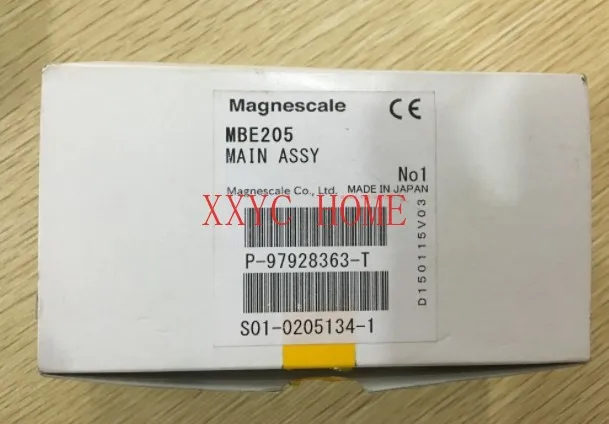 Magnescale CE
MBE205
MAIN ASSY
No1
Magnescale Co., Ltd. MADE IN JAPAN
XXYC HOME
P-97928363-T
S01-0205134-1
D150115V03